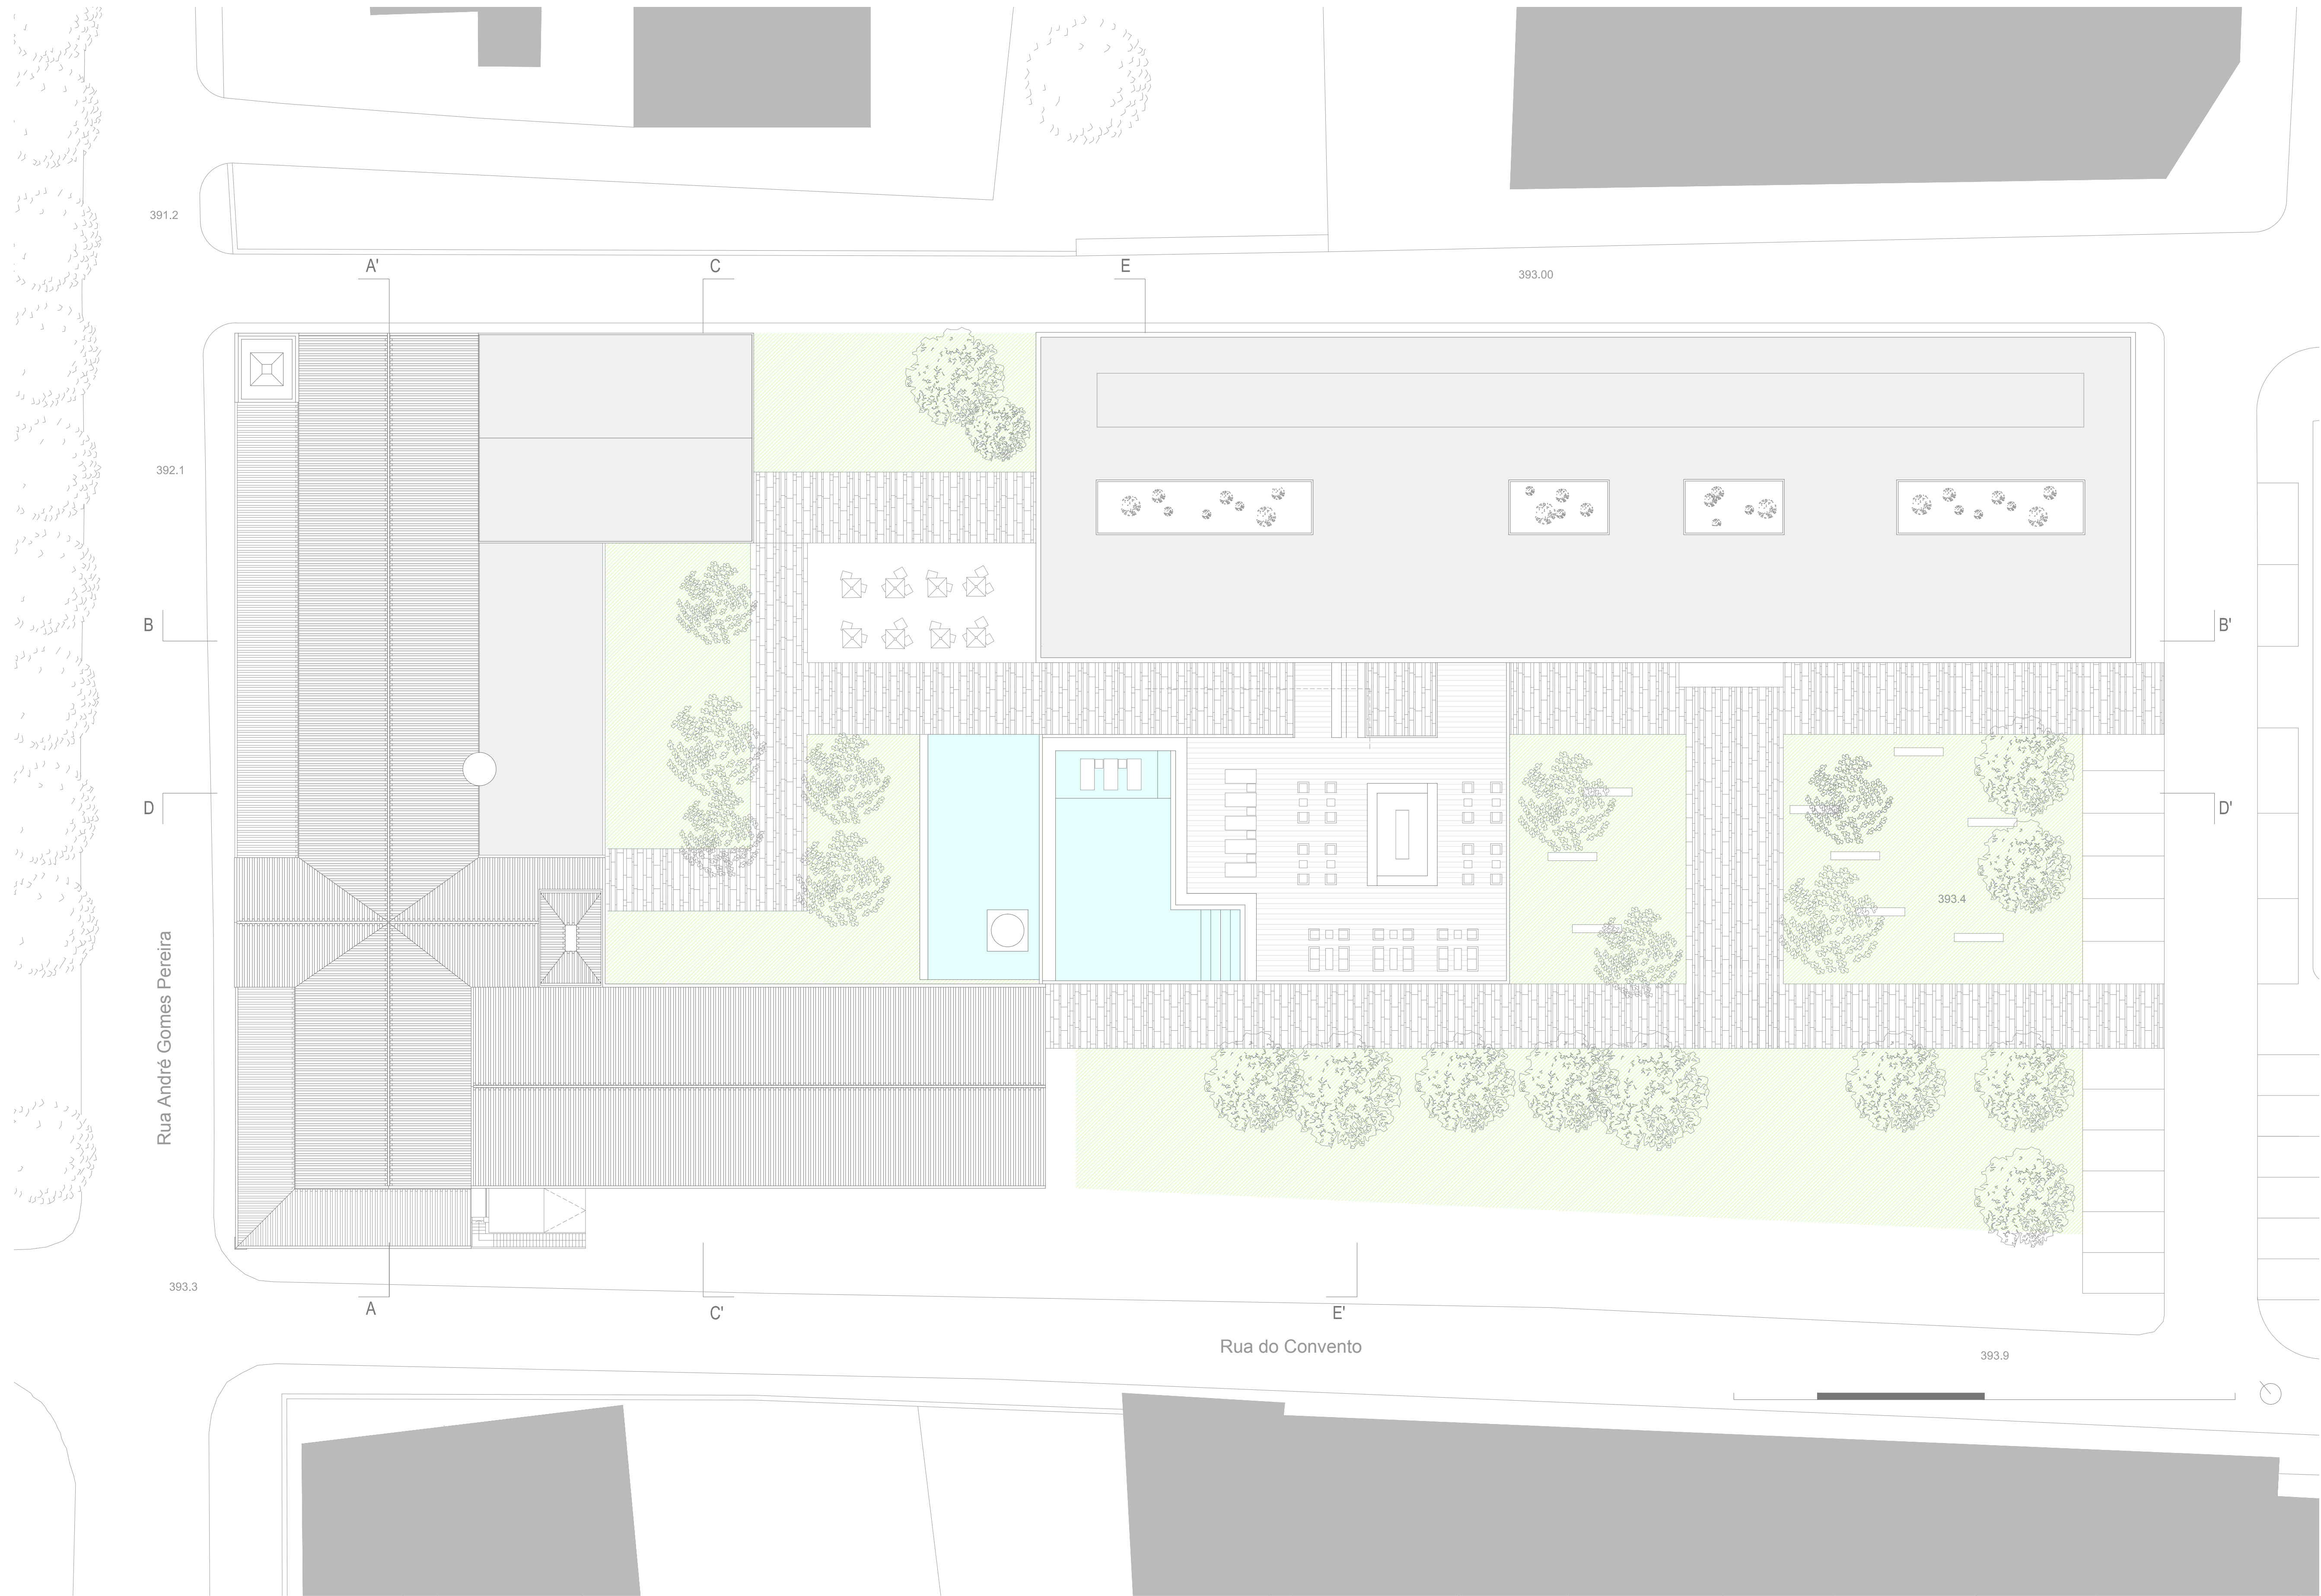 391.2
A'
C
E
393.00
392.1
B
B'
D
D'
393.4
Rua André Gomes Pereira
393.3
A
C'
E'
Rua do Convento
393.9